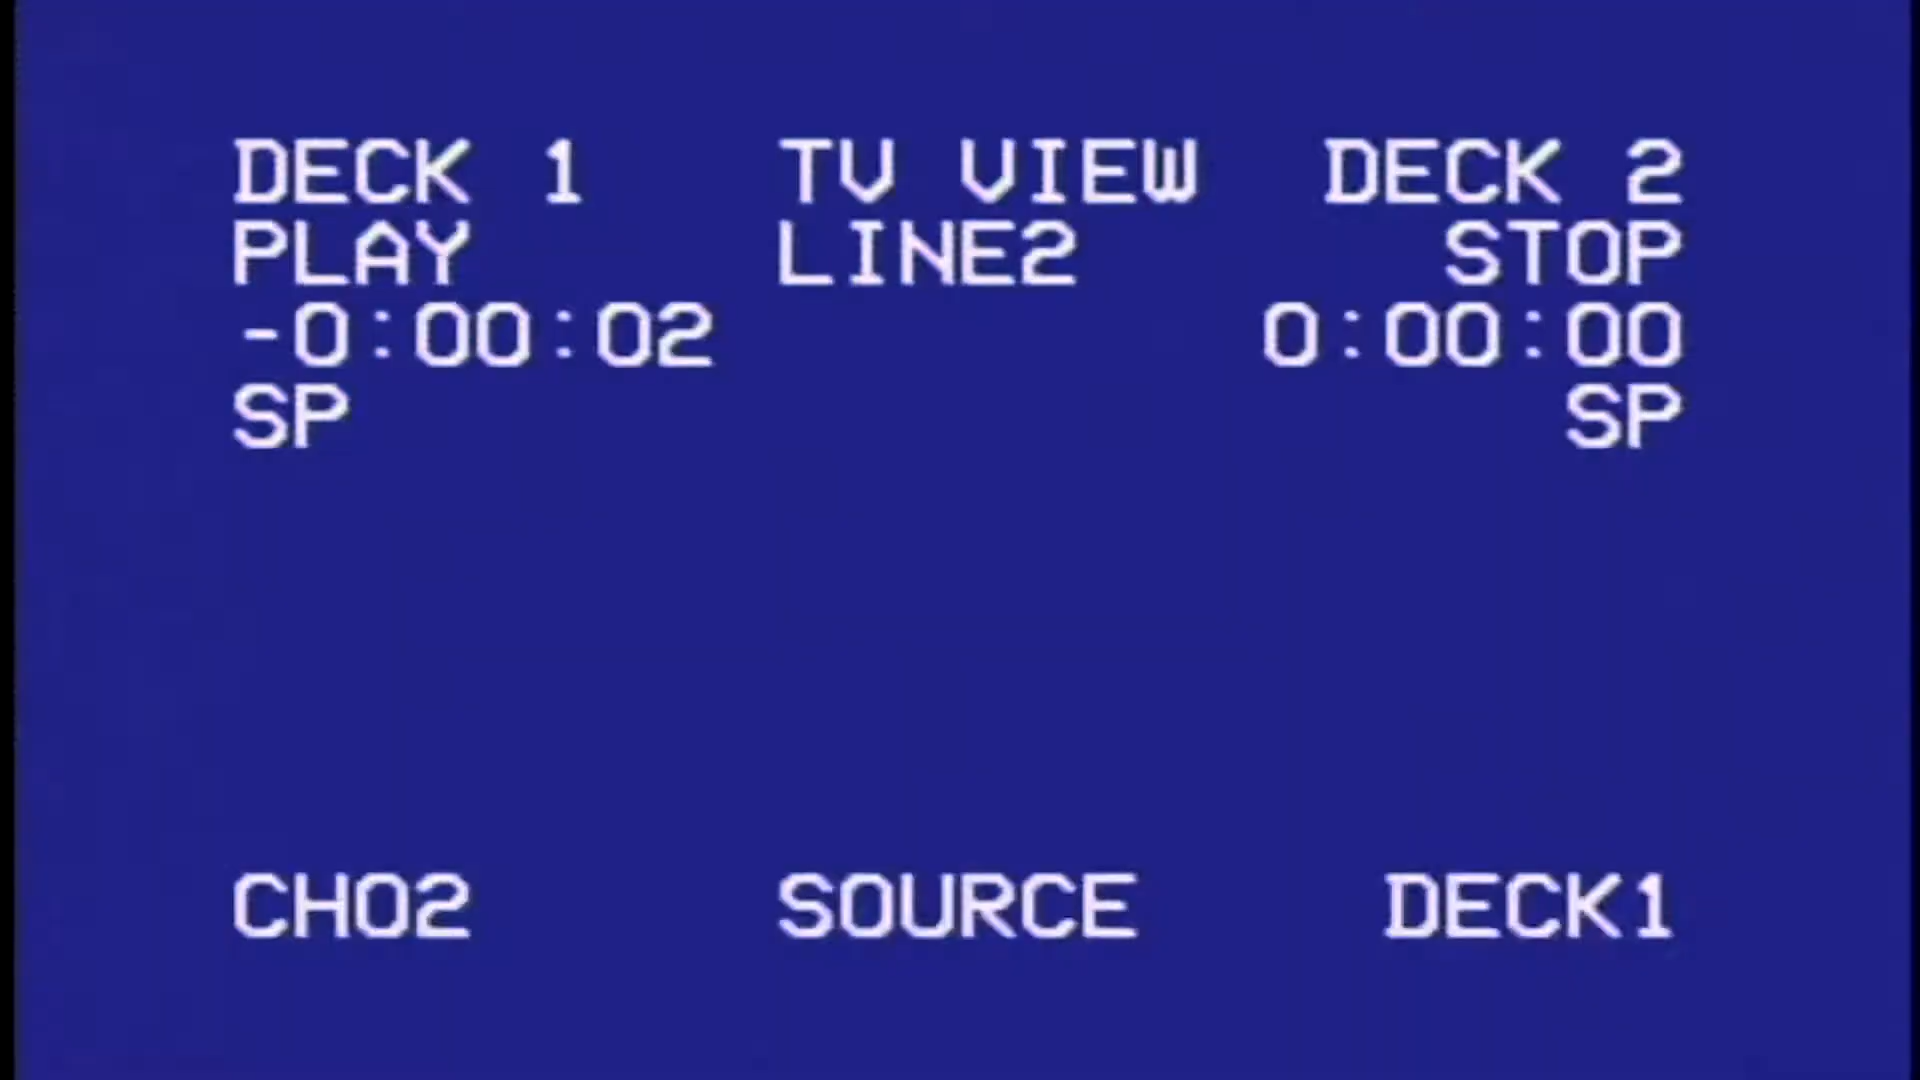 DECK 1 TV VIEW DECK 2
PLAY LINE2 STOP
-0:00:02 0:00:00
SP SP
CH02 SOURCE DECK1